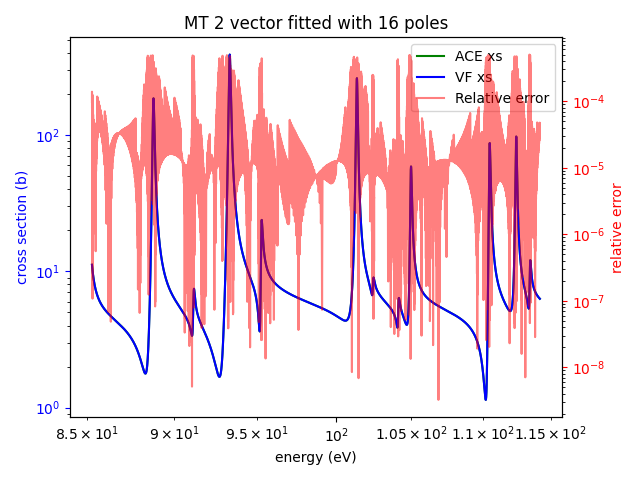 MT 2 vector fitted with 16 poles
ACE xs
VF xs
Relative error
10²
10¹
10⁰
cross section (b)
10⁻⁴
10⁻⁵
10⁻⁶
10⁻⁷
10⁻⁸
relative error
8.5 × 10¹ 9 × 10¹ 9.5 × 10¹ 10² 1.05 × 10² 1.1 × 10² 1.15 × 10²
energy (eV)